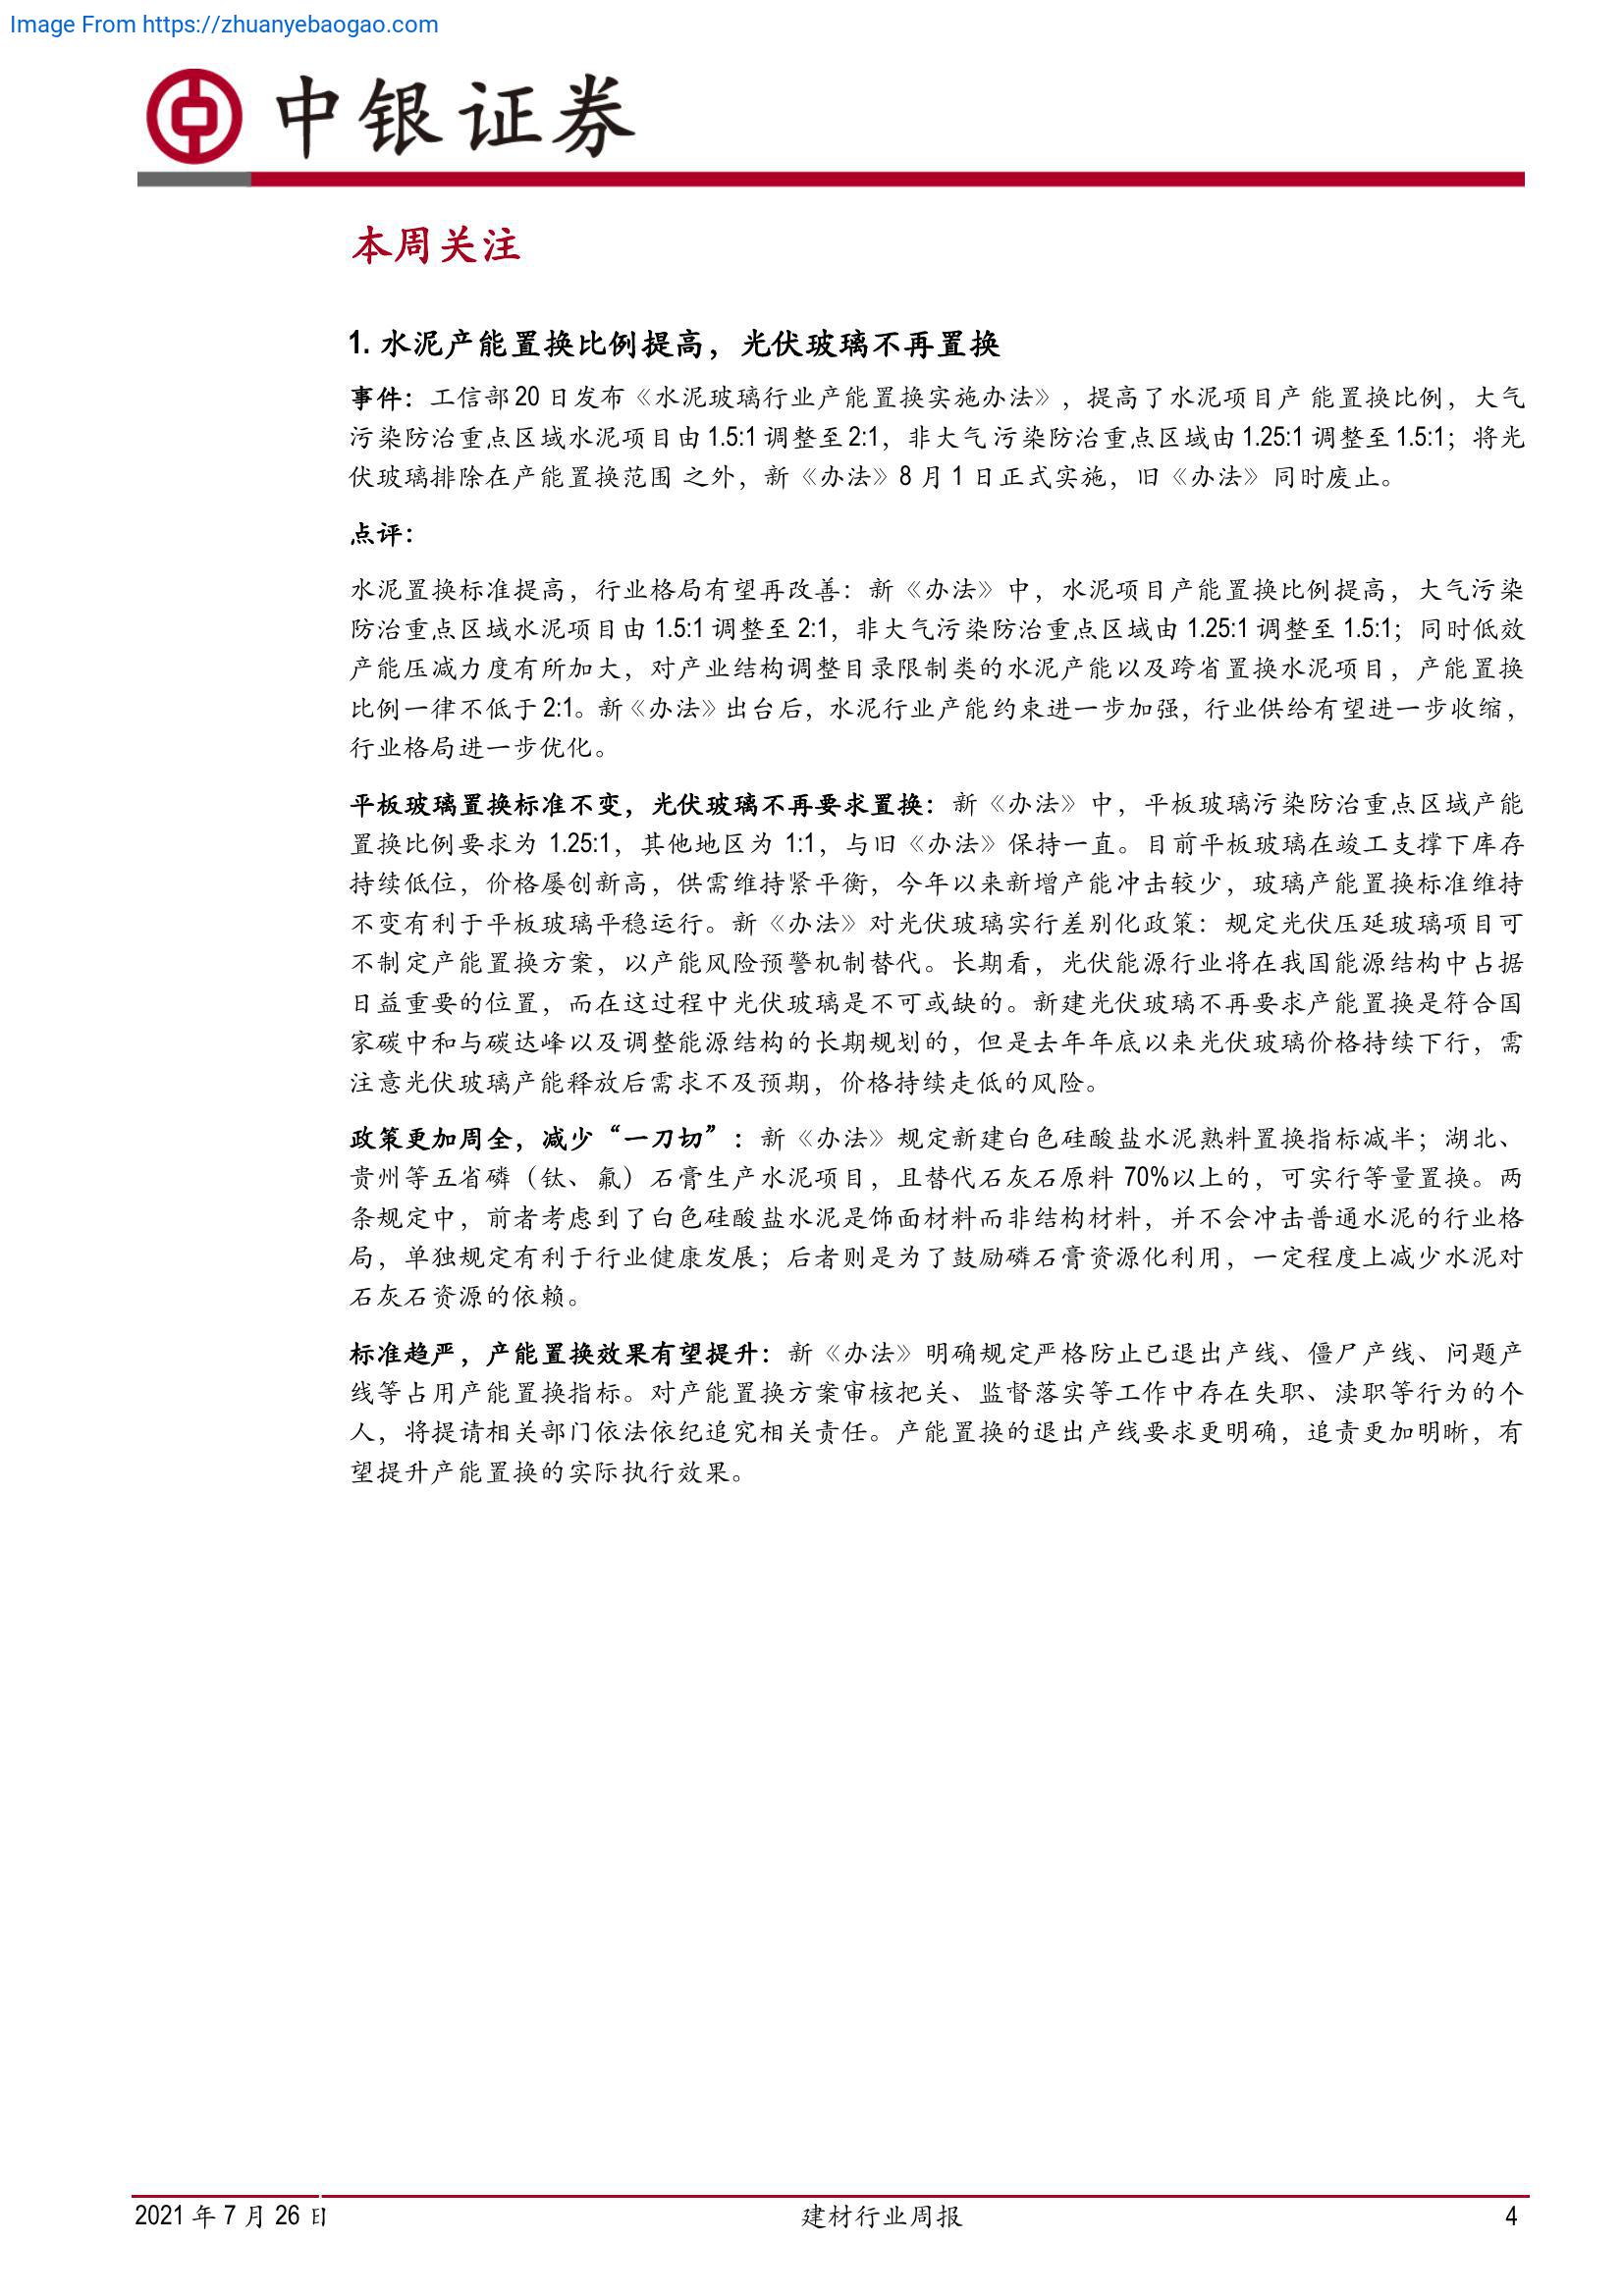 Image From https://zhuanyebaogao.com
中银证券
本周关注
1. 水泥产能置换比例提高，光伏玻璃不再置换
事件：工信部 20 日发布《水泥玻璃行业产能置换实施办法》，提高了水泥项目产 能置换比例，大气
污染防治重点区域水泥项目由 1.5:1 调整至 2:1，非大气污染防治重点区域由 1.25:1 调整至 1.5:1；将光
伏玻璃排除在产能置换范围 之外，新《办法》8 月 1 日正式实施，旧《办法》同时废止。
点评：
水泥置换标准提高，行业格局有望再改善：新《办法》中，水泥项目产能置换比例提高，大气污染
防治重点区域水泥项目由 1.5:1 调整至 2:1，非大气污染防治重点区域由 1.25:1 调整至 1.5:1；同时低效
产能压减力度有所加大，对产业结构调整目录限制类的水泥产能以及跨省置换水泥项目，产能置换
比例一律不低于 2:1。新《办法》出台后，水泥行业产能约束进一步加强，行业供给有望进一步收缩，
行业格局进一步优化。
平板玻璃置换标准不变，光伏玻璃不再要求置换：新《办法》中，平板玻璃污染防治重点区域产能
置换比例要求为 1.25:1，其他地区为 1:1，与旧《办法》保持一直。目前平板玻璃在竣工支撑下库存
持续低位，价格屡创新高，供需维持紧平衡，今年以来新增产能冲击较少，玻璃产能置换标准维持
不变有利于平板玻璃平稳运行。新《办法》对光伏玻璃实行差别化政策：规定光伏压延玻璃项目可
不制定产能置换方案，以产能风险预警机制替代。长期看，光伏能源行业将在我国能源结构中占据
日益重要的位置，而在这过程中光伏玻璃是不可或缺的。新建光伏玻璃不再要求产能置换是符合国
家碳中和与碳达峰以及调整能源结构的长期规划的，但是去年年底以来光伏玻璃价格持续下行，需
注意光伏玻璃产能释放后需求不及预期，价格持续走低的风险。
政策更加周全，减少“一刀切”：新《办法》规定新建白色硅酸盐水泥熟料置换指标减半；湖北、
贵州等五省磷（钛、氟）石膏生产水泥项目，且替代石灰石原料 70%以上的，可实行等量置换。两
条规定中，前者考虑到了白色硅酸盐水泥是饰面材料而非结构材料，并不会冲击普通水泥的行业格
局，单独规定有利于行业健康发展；后者则是为了鼓励磷石膏资源化利用，一定程度上减少水泥对
石灰石资源的依赖。
标准趋严，产能置换效果有望提升：新《办法》明确规定严格防止已退出产线、僵尸产线、问题产
线等占用产能置换指标。对产能置换方案审核把关、监督落实等工作中存在失职、渎职等行为的个
人，将提请相关部门依法依纪追究相关责任。产能置换的退出产线要求更明确，追责更加明晰，有
望提升产能置换的实际执行效果。
2021 年 7 月 26 日
建材行业周报
4